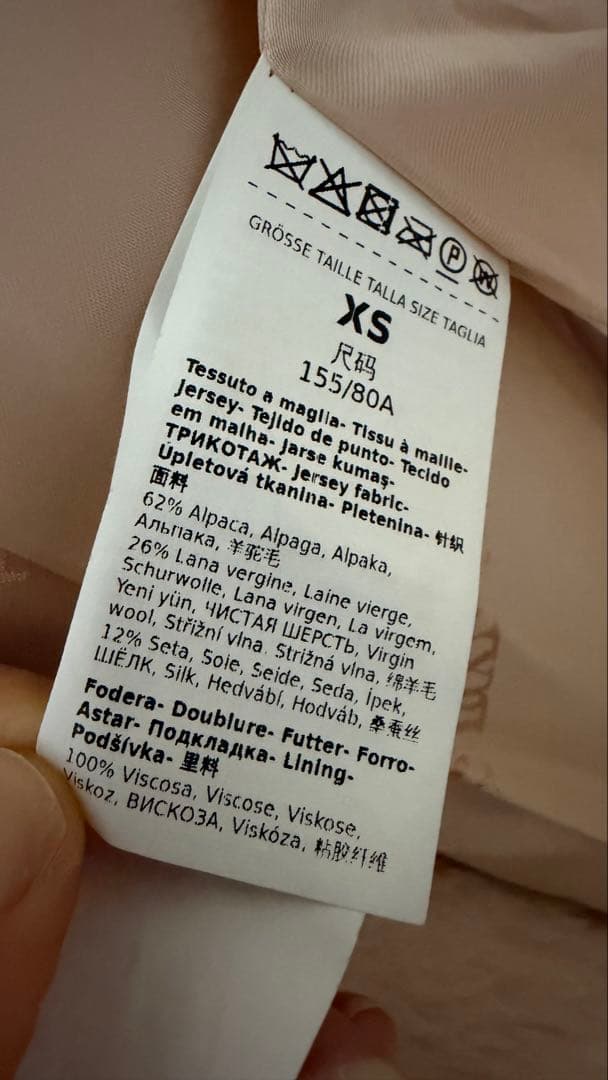 GRÖSSE TAILLE TALLA SIZE TAGLIA
XS
尺码
155/80A
Tessuto a maglia- Tissu à maille-
Jersey- Tejido de punto- Tecido
em malha- Jarse kumaş-
ТРИКОТАЖ- Jersey fabric-
Úpletová tkanina- Pletenina- 针织
面料
62% Alpaca, Alpaga, Alpaka,
Альпака, 羊驼毛
26% Lana vergine, Laine vierge,
Schurwolle, Lana virgen, La virgem,
Yeni yün, ЧИСТАЯ ШЕРСТЬ, Virgin
wool, Střižní vlna, Strižná vlna, 绵羊毛
12% Seta, Soie, Seide, Seda, İpek,
ШЁЛК, Silk, Hedvábí, Hodváb, 桑蚕丝
Fodera- Doublure- Futter- Forro-
Astar- Подкладка- Lining-
Podšívka- 里料
100% Viscosa, Viscose, Viskose,
Viskoz, ВИСКОЗА, Viskóza, 粘胶纤维